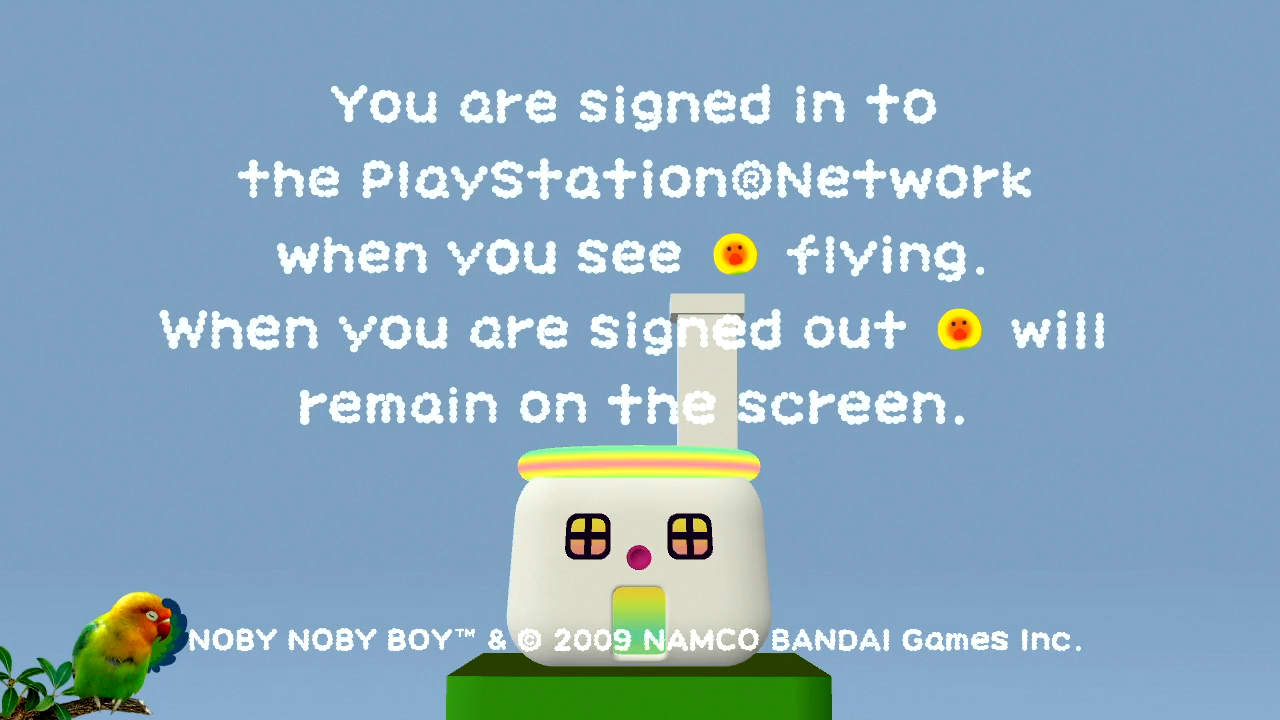 You are signed in to
the PlayStation®Network
when you see flying.
When you are signed out will
remain on the screen.
NOBY NOBY BOY™ & © 2009 NAMCO BANDAI Games Inc.